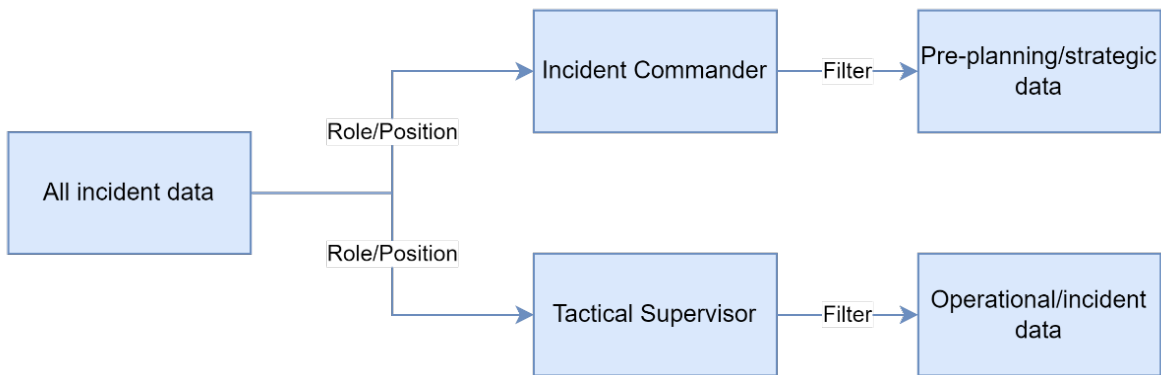 All incident data
Role/Position
Role/Position
Incident Commander
Filter
Pre-planning/strategic
data
Tactical Supervisor
Filter
Operational/incident
data